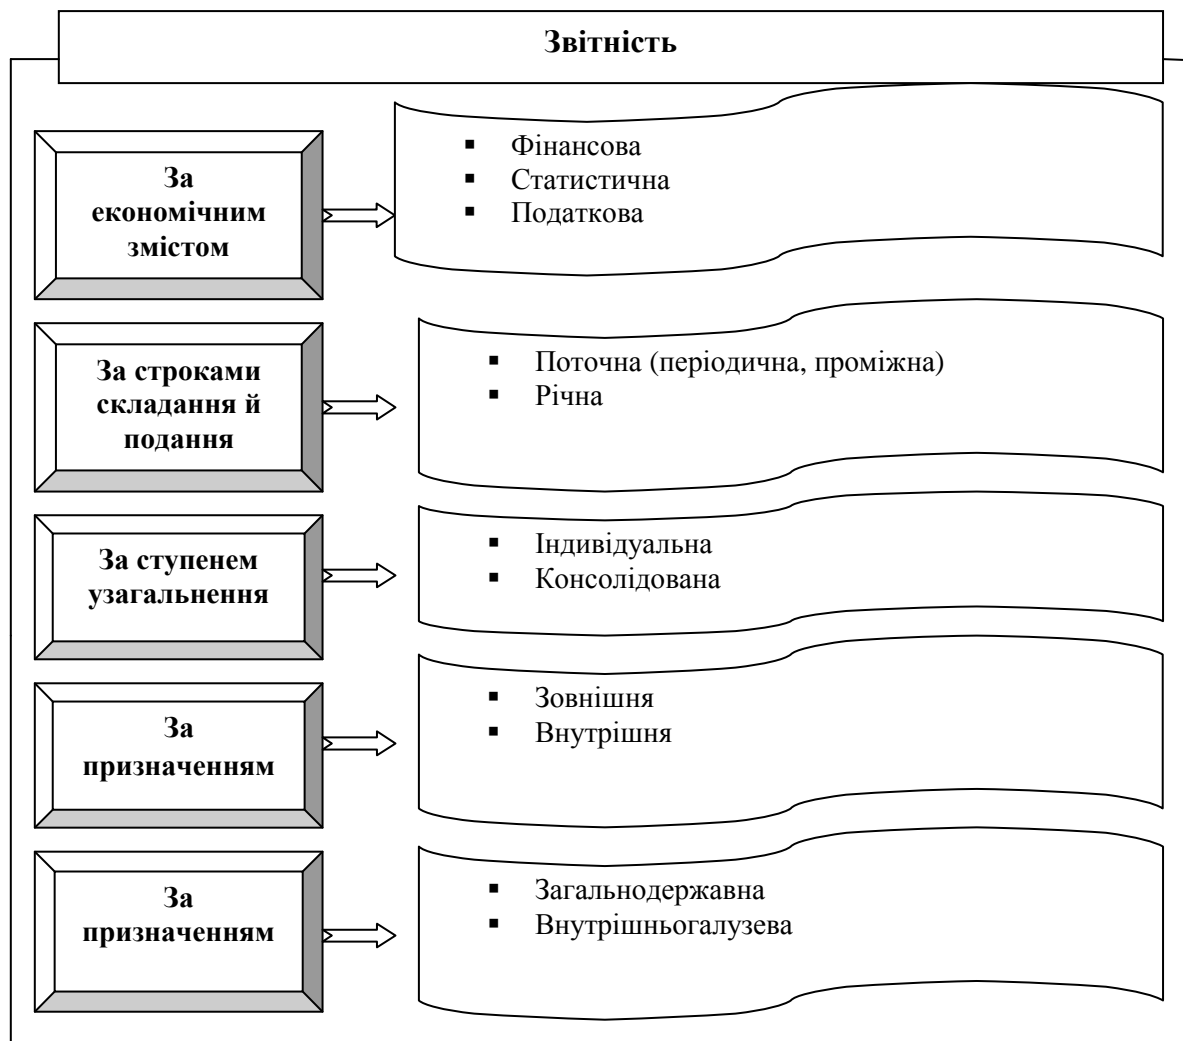 Звітність
За
економічним
змістом
▪ Фінансова
▪ Статистична
▪ Податкова
За строками
складання й
подання
▪ Поточна (періодична, проміжна)
▪ Річна
За ступенем
узагальнення
▪ Індивідуальна
▪ Консолідована
За
призначенням
▪ Зовнішня
▪ Внутрішня
За
призначенням
▪ Загальнодержавна
▪ Внутрішньогалузева